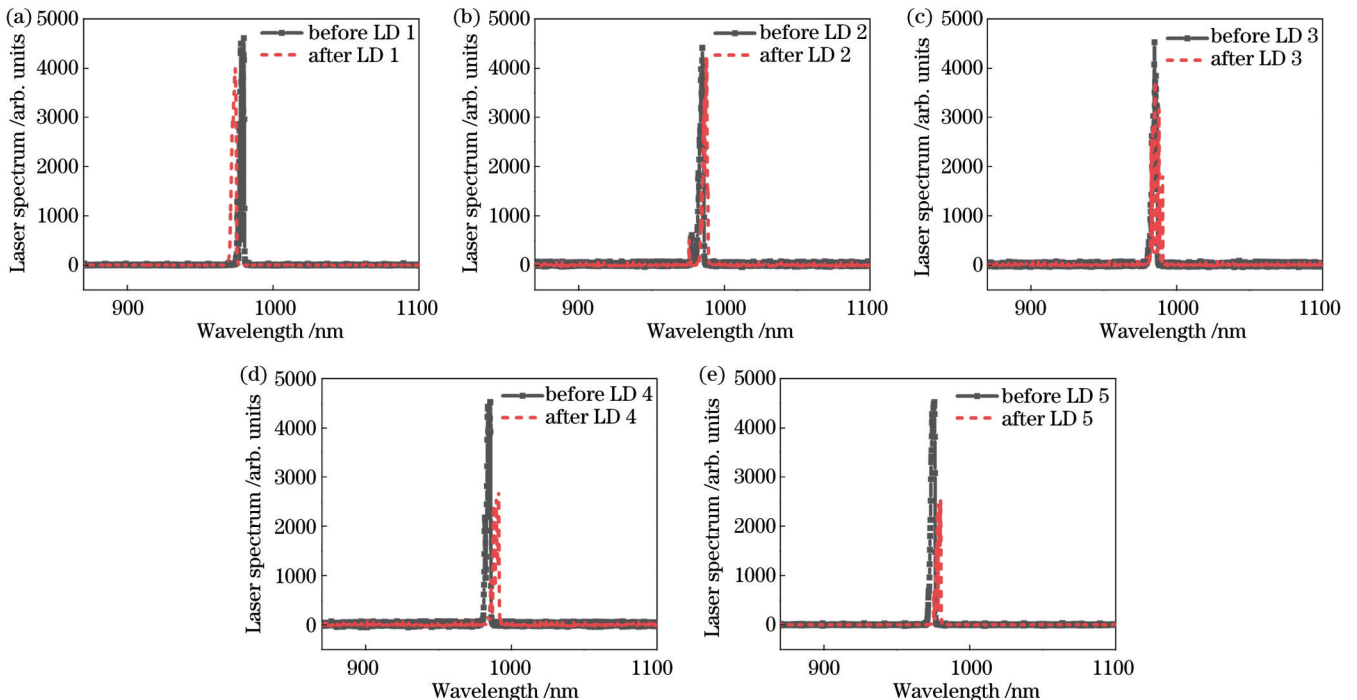 (a)
5000
4000
3000
2000
1000
0
Laser spectrum /arb. units
before LD 1
after LD 1
900
1000
1100
Wavelength /nm
(b)
5000
4000
3000
2000
1000
0
Laser spectrum /arb. units
before LD 2
after LD 2
900
1000
1100
Wavelength /nm
(c)
5000
4000
3000
2000
1000
0
Laser spectrum /arb. units
before LD 3
after LD 3
900
1000
1100
Wavelength /nm
(d)
5000
4000
3000
2000
1000
0
Laser spectrum /arb. units
before LD 4
after LD 4
900
1000
1100
Wavelength /nm
(e)
5000
4000
3000
2000
1000
0
Laser spectrum /arb. units
before LD 5
after LD 5
900
1000
1100
Wavelength /nm